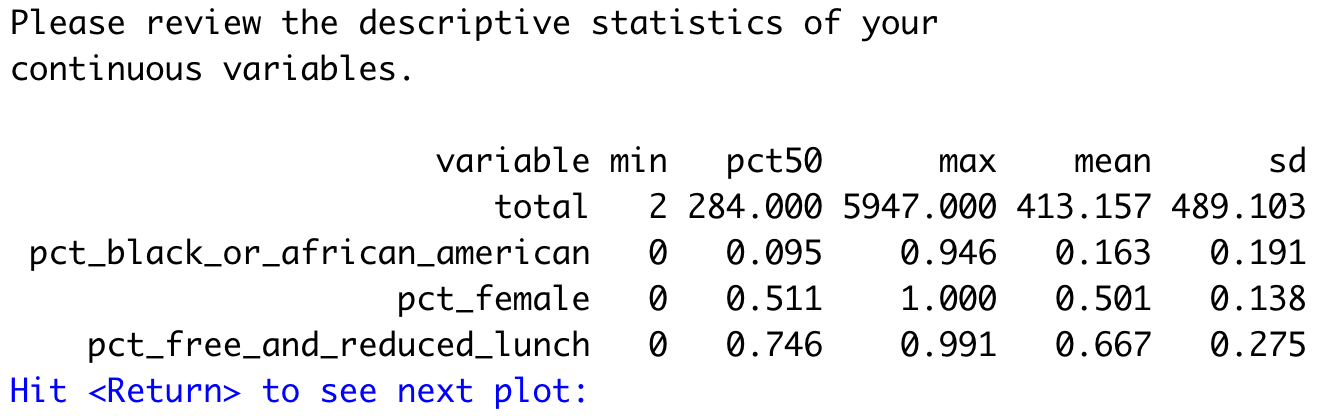 Please review the descriptive statistics of your
continuous variables.
variable min pct50 max mean sd
total 2 284.000 5947.000 413.157 489.103
pct_black_or_african_american 0 0.095 0.946 0.163 0.191
pct_female 0 0.511 1.000 0.501 0.138
pct_free_and_reduced_lunch 0 0.746 0.991 0.667 0.275
Hit <Return> to see next plot: